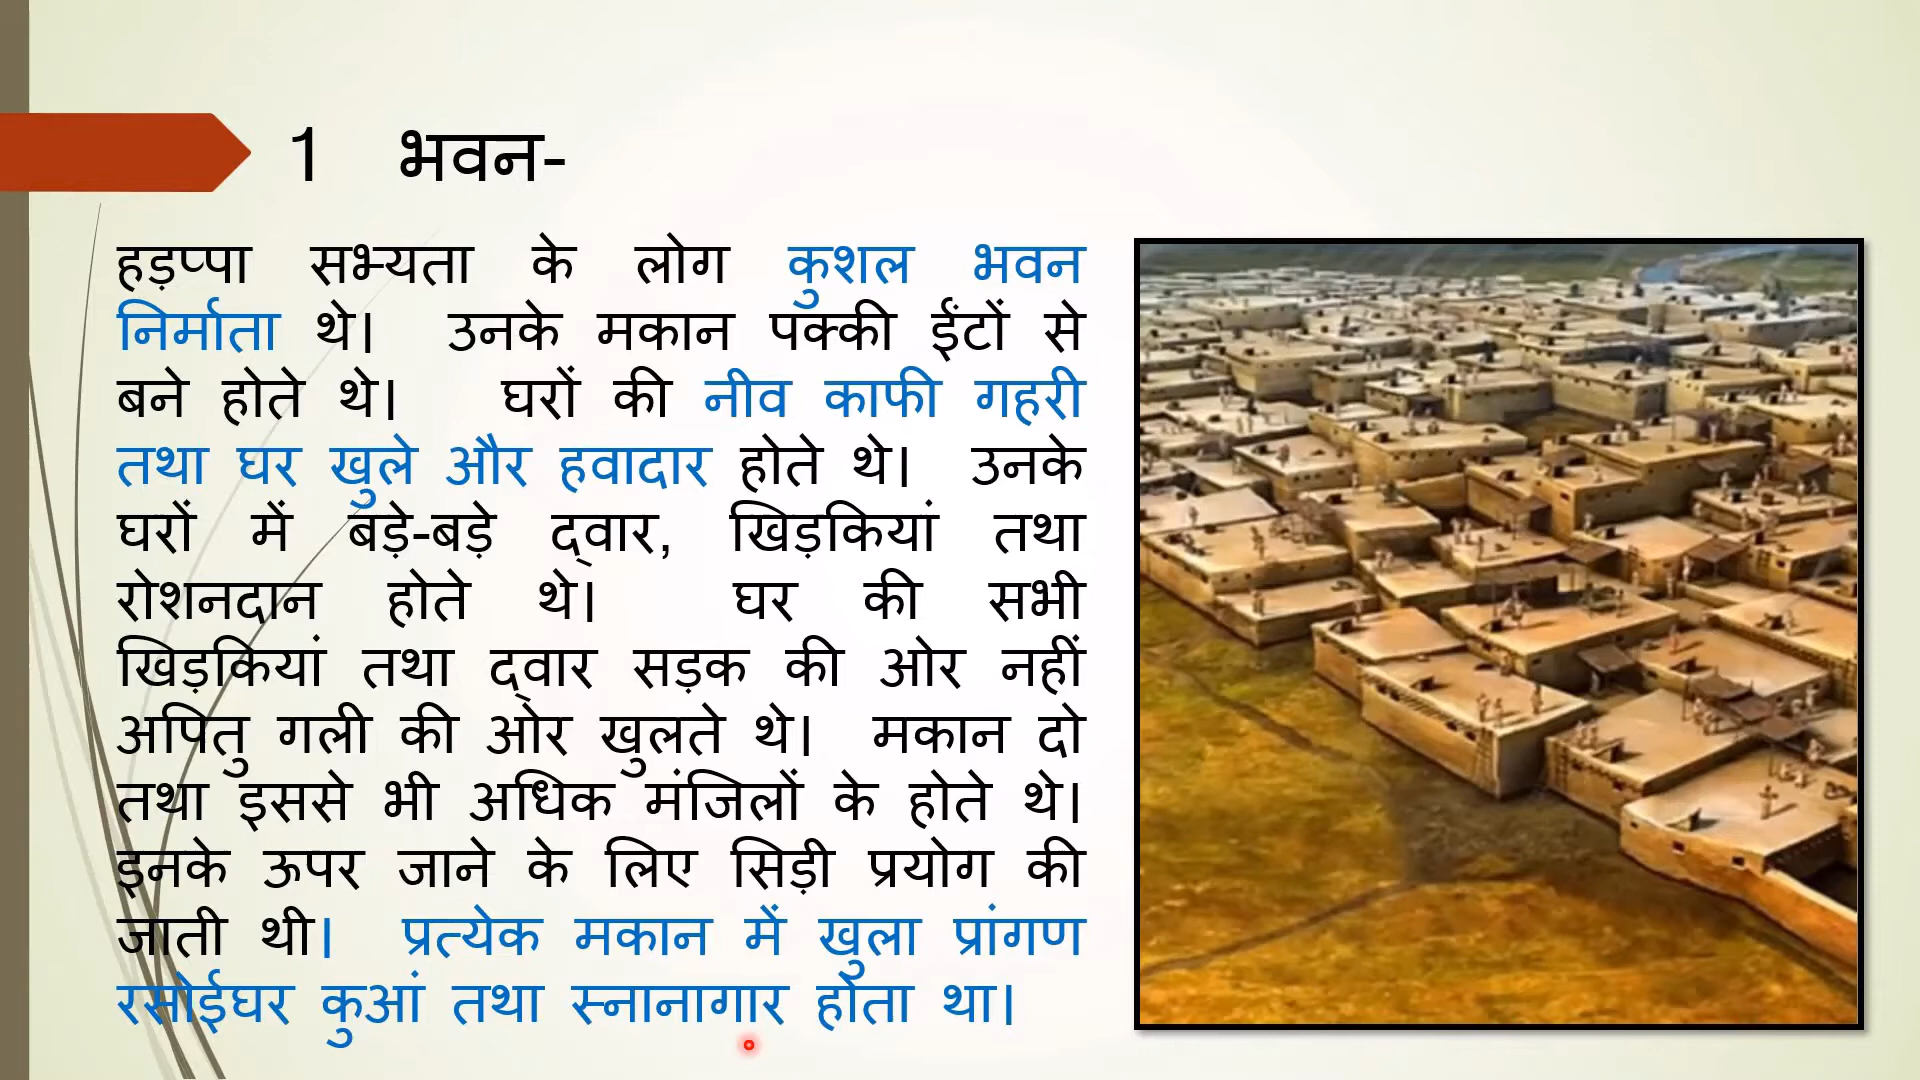 1 भवन-
हड़प्पा सभ्यता के लोग कुशल भवन
निर्माता थे। उनके मकान पक्की ईंटों से
बने होते थे। घरों की नीव काफी गहरी
तथा घर खुले और हवादार होते थे। उनके
घरों में बड़े-बड़े द्वार, खिड़कियां तथा
रोशनदान होते थे। घर की सभी
खिड़कियां तथा द्वार सड़क की ओर नहीं
अपितु गली की ओर खुलते थे। मकान दो
तथा इससे भी अधिक मंजिलों के होते थे।
इनके ऊपर जाने के लिए सिड़ी प्रयोग की
जाती थी। प्रत्येक मकान में खुला प्रांगण
रसोईघर कुआं तथा स्नानागार होता था।